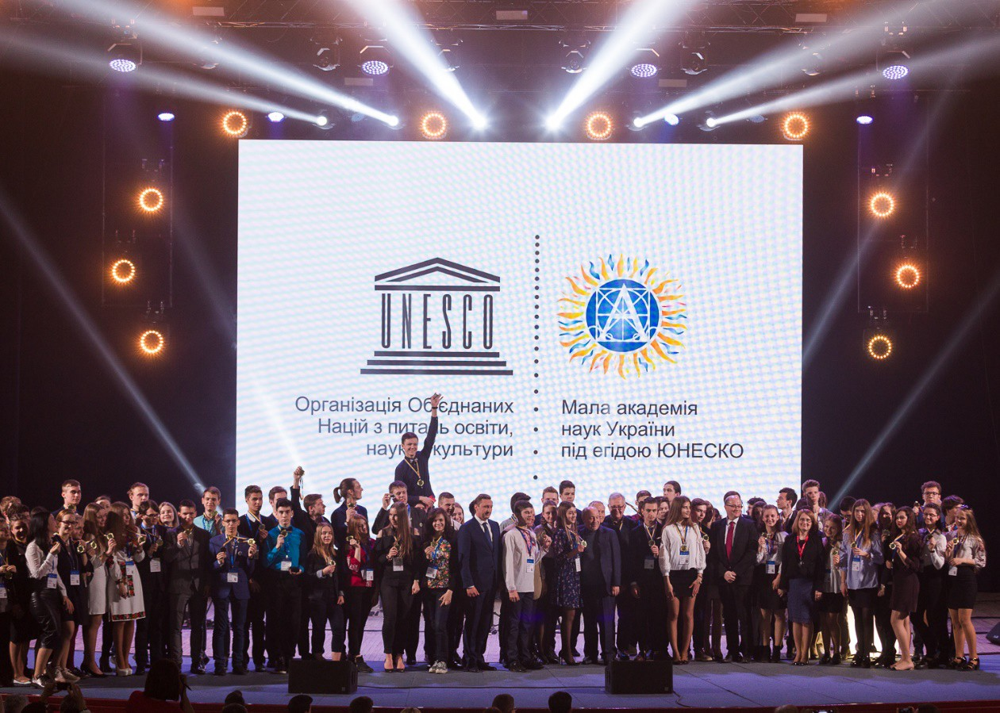 UNESCO
Організація Об'єднаних
Націй з питань освіти,
культури
Мала академія
наук України
під егідою ЮНЕСКО